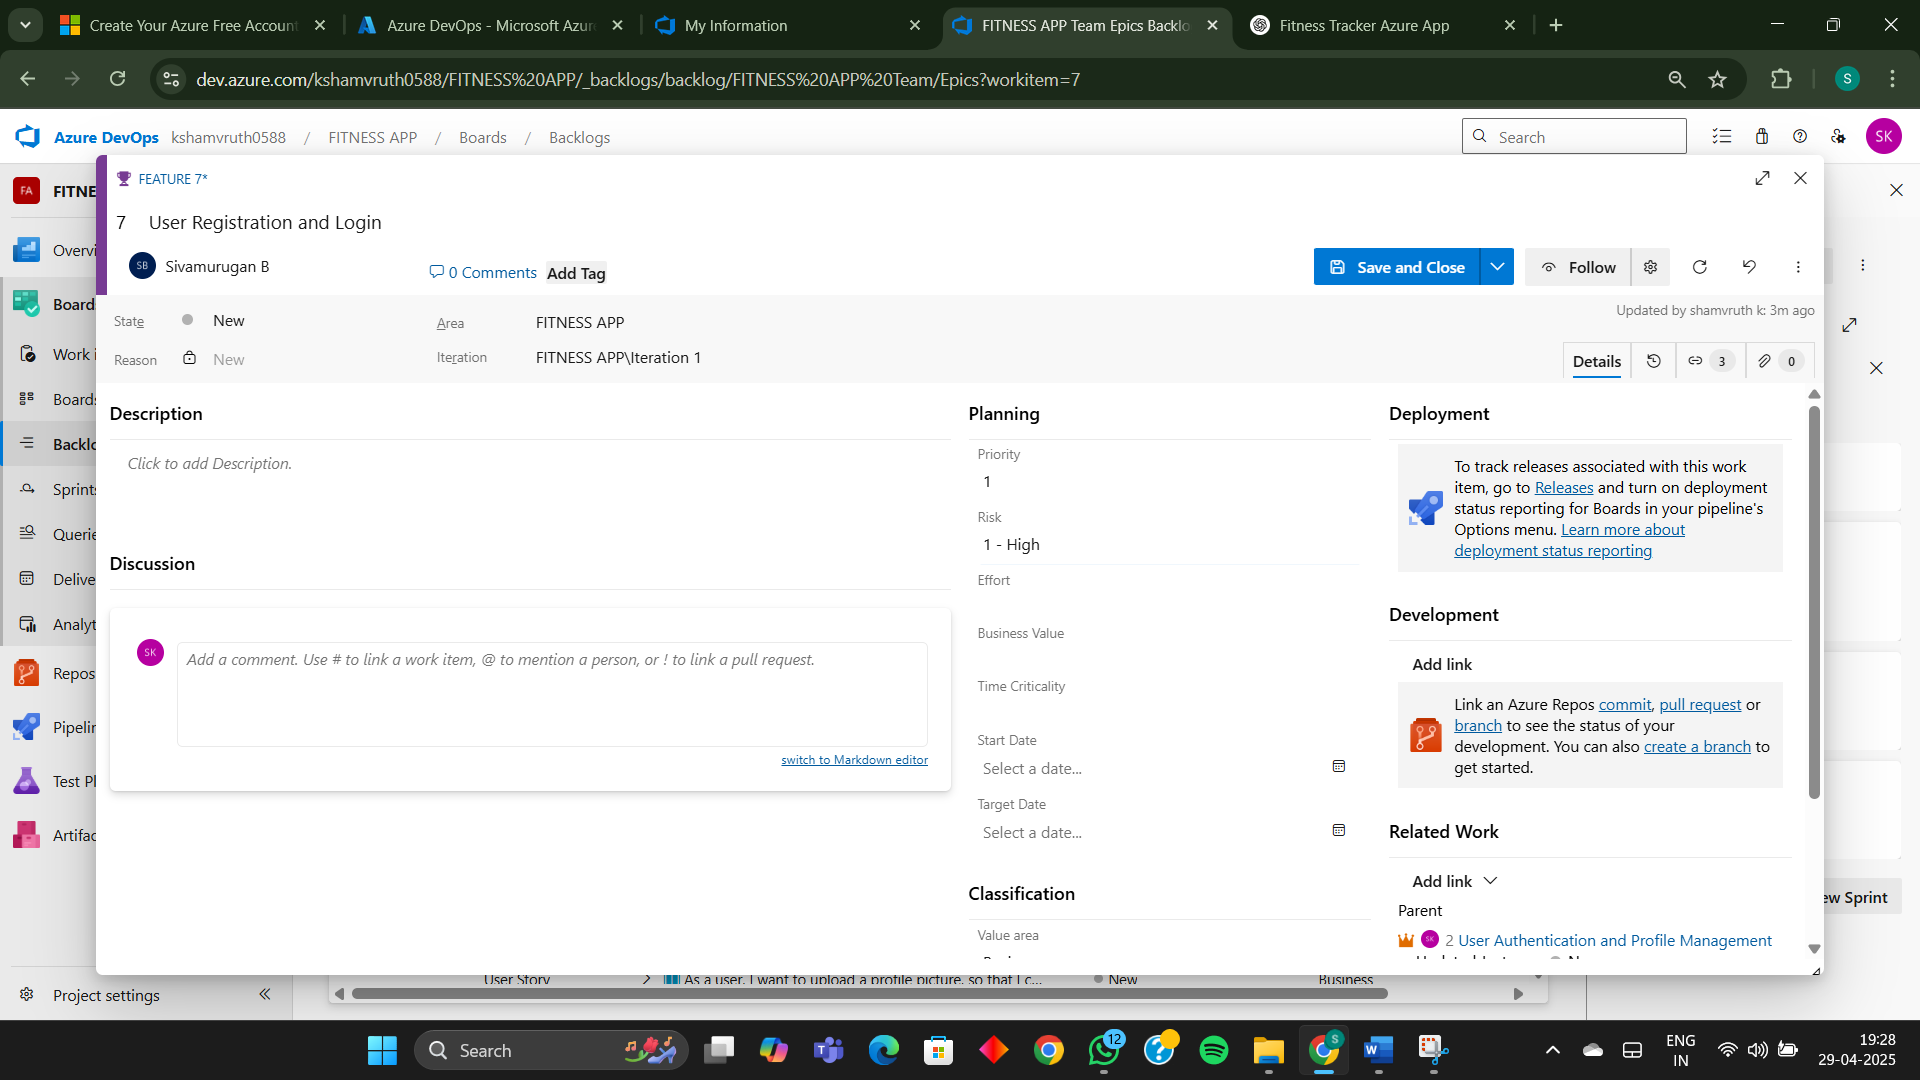 Create Your Azure Free Account
Azure DevOps - Microsoft Azur
My Information
FITNESS APP Team Epics Backlo
Fitness Tracker Azure App
dev.azure.com/kshamvruth0588/FITNESS%20APP/_backlogs/backlog/FITNESS%20APP%20Team/Epics?workitem=7
S
Azure DevOps kshamvruth0588 / FITNESS APP / Boards / Backlogs
Search
SK
FA FITNE
FEATURE 7*
7 User Registration and Login
SB Sivamurugan B
0 Comments
Add Tag
Save and Close
Follow
State New
Area FITNESS APP
Updated by shamvruth k: 3m ago
Reason New
Iteration FITNESS APP\Iteration 1
Details
3
0
Overvi
Board
Work i
Boards
Backlo
Sprints
Querie
Delive
Analyt
Repos
Pipelin
Test Pl
Artifac
Project settings
Description
Click to add Description.
Discussion
SK
Add a comment. Use # to link a work item, @ to mention a person, or ! to link a pull request.
switch to Markdown editor
Planning
Priority
1
Risk
1 - High
Effort
Business Value
Time Criticality
Start Date
Select a date...
Target Date
Select a date...
Classification
Value area
Deployment
To track releases associated with this work
item, go to Releases and turn on deployment
status reporting for Boards in your pipeline's
Options menu. Learn more about
deployment status reporting
Development
Add link
Link an Azure Repos commit, pull request or
branch to see the status of your
development. You can also create a branch to
get started.
Related Work
Add link
Parent
SK 2 User Authentication and Profile Management
ew Sprint
User Story
As a user, I want to upload a profile picture, so that I c...
New
Business
Search
12
S
ENG
IN
19:28
29-04-2025